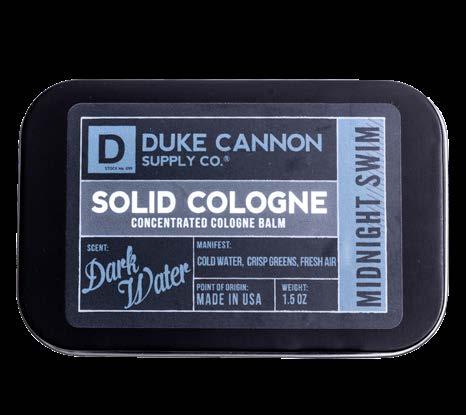 D
DUKE CANNON
SUPPLY CO.®
SOLID COLOGNE
CONCENTRATED COLOGNE BALM
SCENT:
Dark
Water
MANIFEST:
COLD WATER, CRISP GREENS, FRESH AIR
POINT OF ORIGIN:
MADE IN USA
WEIGHT:
1.5 OZ
MIDNIGHT SWIM